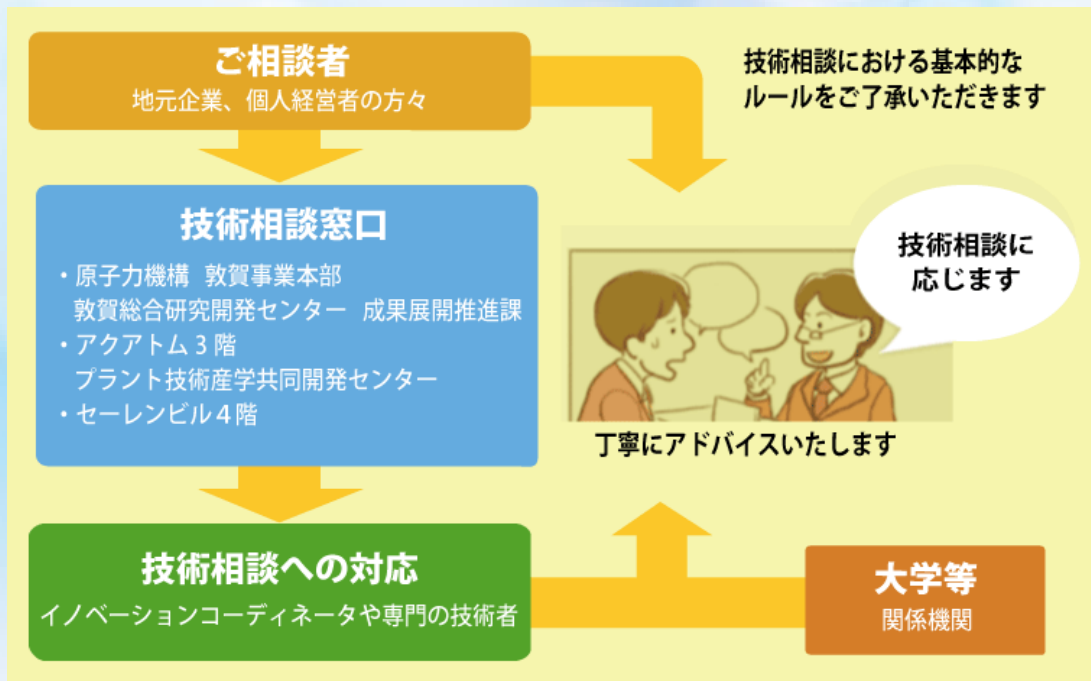 ご相談者
地元企業、個人経営者の方々
技術相談における基本的な
ルールをご了承いただきます
技術相談窓口
・原子力機構 敦賀事業本部
敦賀総合研究開発センター 成果展開推進課
・アクアトム3階
プラント技術産学共同開発センター
・セーレンビル4階
技術相談に
応じます
丁寧にアドバイスいたします
技術相談への対応
イノベーションコーディネータや専門の技術者
大学等
関係機関